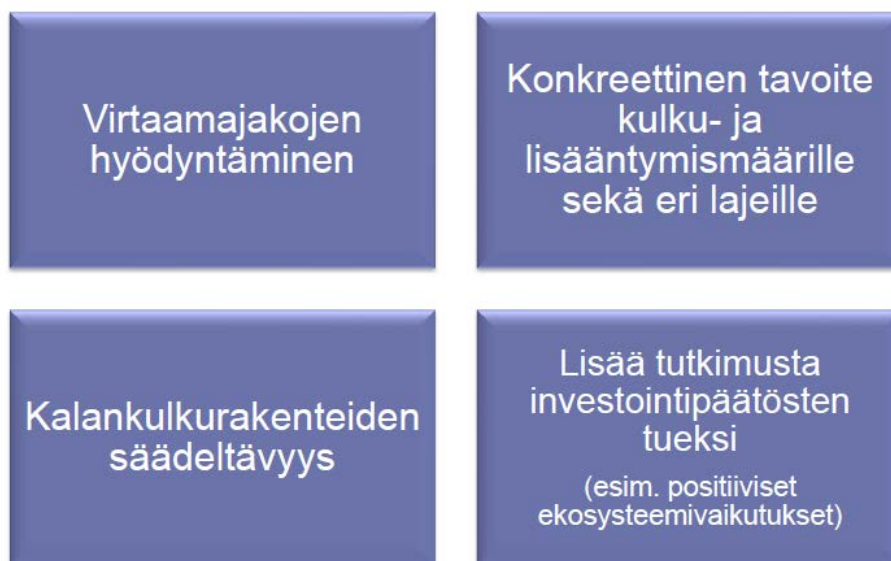 Virtaamajakojen
hyödyntäminen
Konkreettinen tavoite
kulku- ja
lisääntymismäärille
sekä eri lajeille
Kalankulkurakenteiden
säädeltävyys
Lisää tutkimusta
investointipäätösten
tueksi
(esim. positiiviset
ekosysteemivaikutukset)